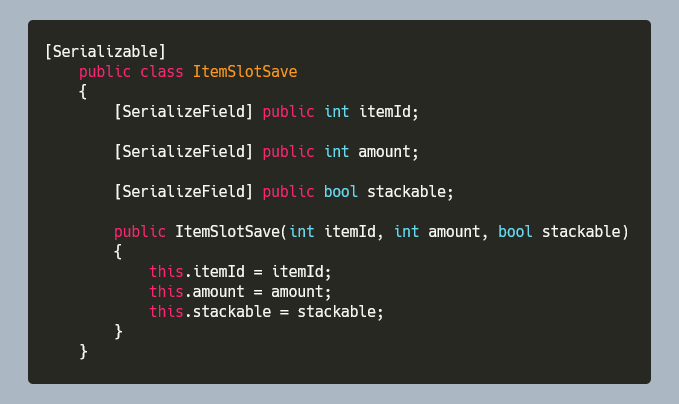 [Serializable]
    public class ItemSlotSave
    {
        [SerializeField] public int itemId;
        [SerializeField] public int amount;
        [SerializeField] public bool stackable;
        public ItemSlotSave(int itemId, int amount, bool stackable)
        {
            this.itemId = itemId;
            this.amount = amount;
            this.stackable = stackable;
        }
    }